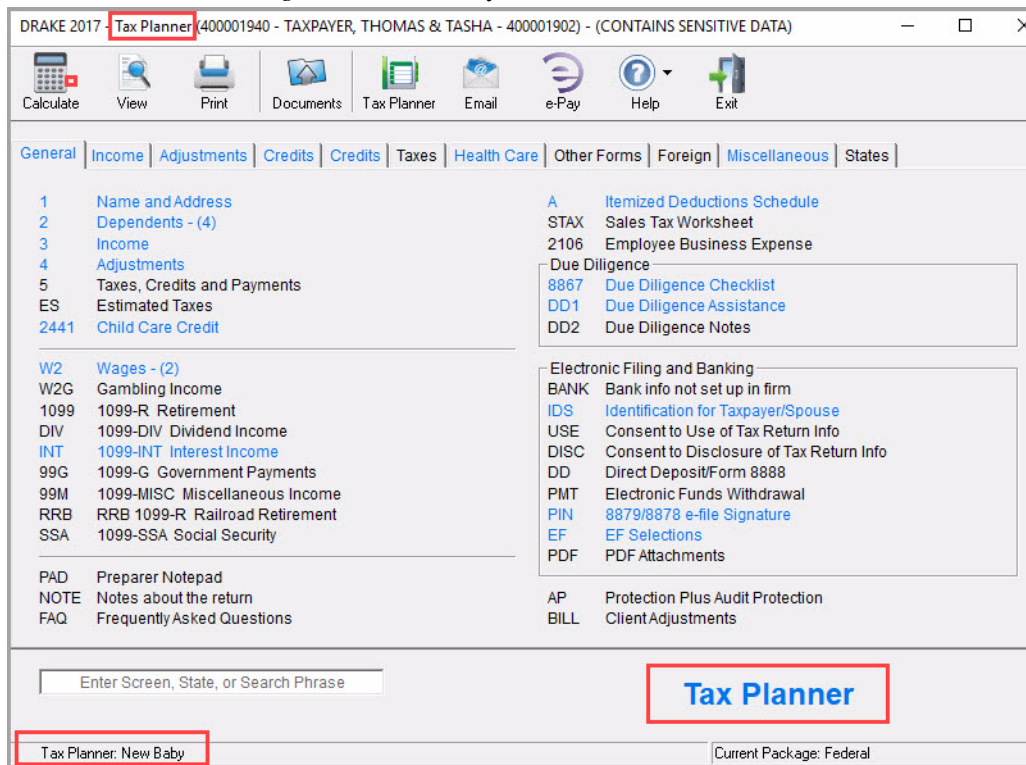 DRAKE 2017 - Tax Planner (400001940 - TAXPAYER, THOMAS & TASHA - 400001902) - (CONTAINS SENSITIVE DATA)
Calculate View Print Documents Tax Planner Email e-Pay Help Exit
General Income Adjustments Credits Credits Taxes Health Care Other Forms Foreign Miscellaneous States
1 Name and Address
2 Dependents - (4)
3 Income
4 Adjustments
5 Taxes, Credits and Payments
ES Estimated Taxes
2441 Child Care Credit
W2 Wages - (2)
W2G Gambling Income
1099 1099-R Retirement
DIV 1099-DIV Dividend Income
INT 1099-INT Interest Income
99G 1099-G Government Payments
99M 1099-MISC Miscellaneous Income
RRB RRB 1099-R Railroad Retirement
SSA 1099-SSA Social Security
PAD Preparer Notepad
NOTE Notes about the return
FAQ Frequently Asked Questions
A Itemized Deductions Schedule
STAX Sales Tax Worksheet
2106 Employee Business Expense
Due Diligence
8867 Due Diligence Checklist
DD1 Due Diligence Assistance
DD2 Due Diligence Notes
Electronic Filing and Banking
BANK Bank info not set up in firm
IDS Identification for Taxpayer/Spouse
USE Consent to Use of Tax Return Info
DISC Consent to Disclosure of Tax Return Info
DD Direct Deposit/Form 8888
PMT Electronic Funds Withdrawal
PIN 8879/8878 e-file Signature
EF EF Selections
PDF PDF Attachments
AP Protection Plus Audit Protection
BILL Client Adjustments
Enter Screen, State, or Search Phrase
Tax Planner
Tax Planner: New Baby
Current Package: Federal